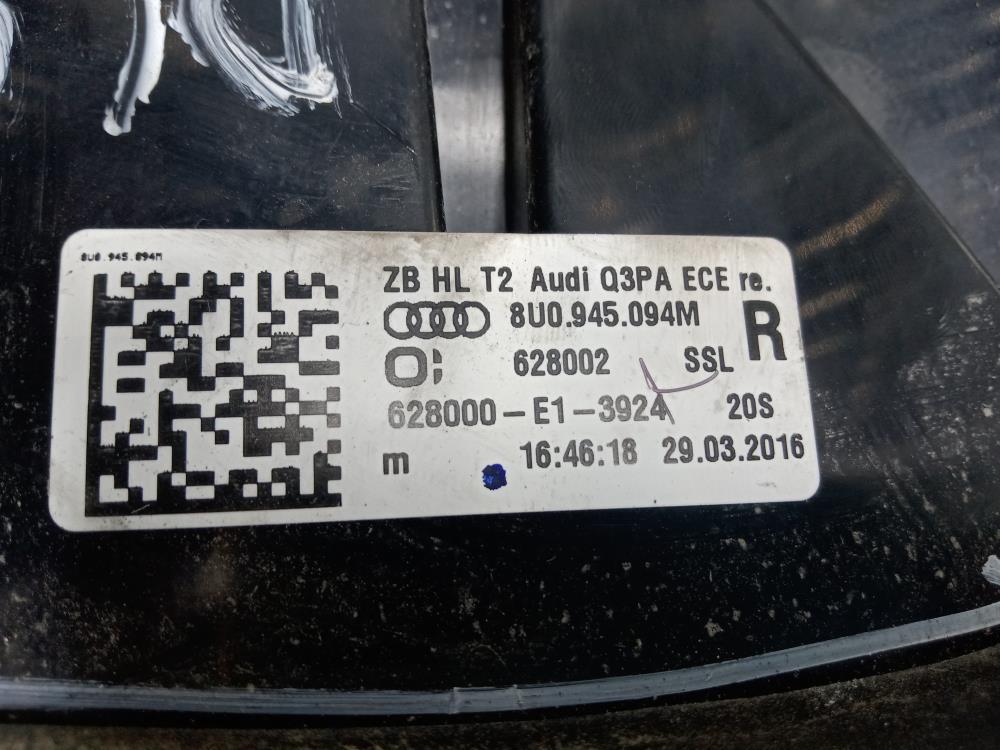 8U0.945.094M
ZB HL T2 Audi Q3PA ECE re.
8U0.945.094M R
628002 SSL
628000-E1-3924 20S
m 16:46:18 29.03.2016